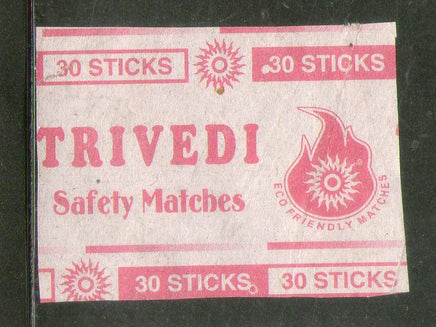 30 STICKS 30 STICKS
TRIVEDI
Safety Matches
ECO FRIENDLY MATCHES
30 STICKS 30 STICKS